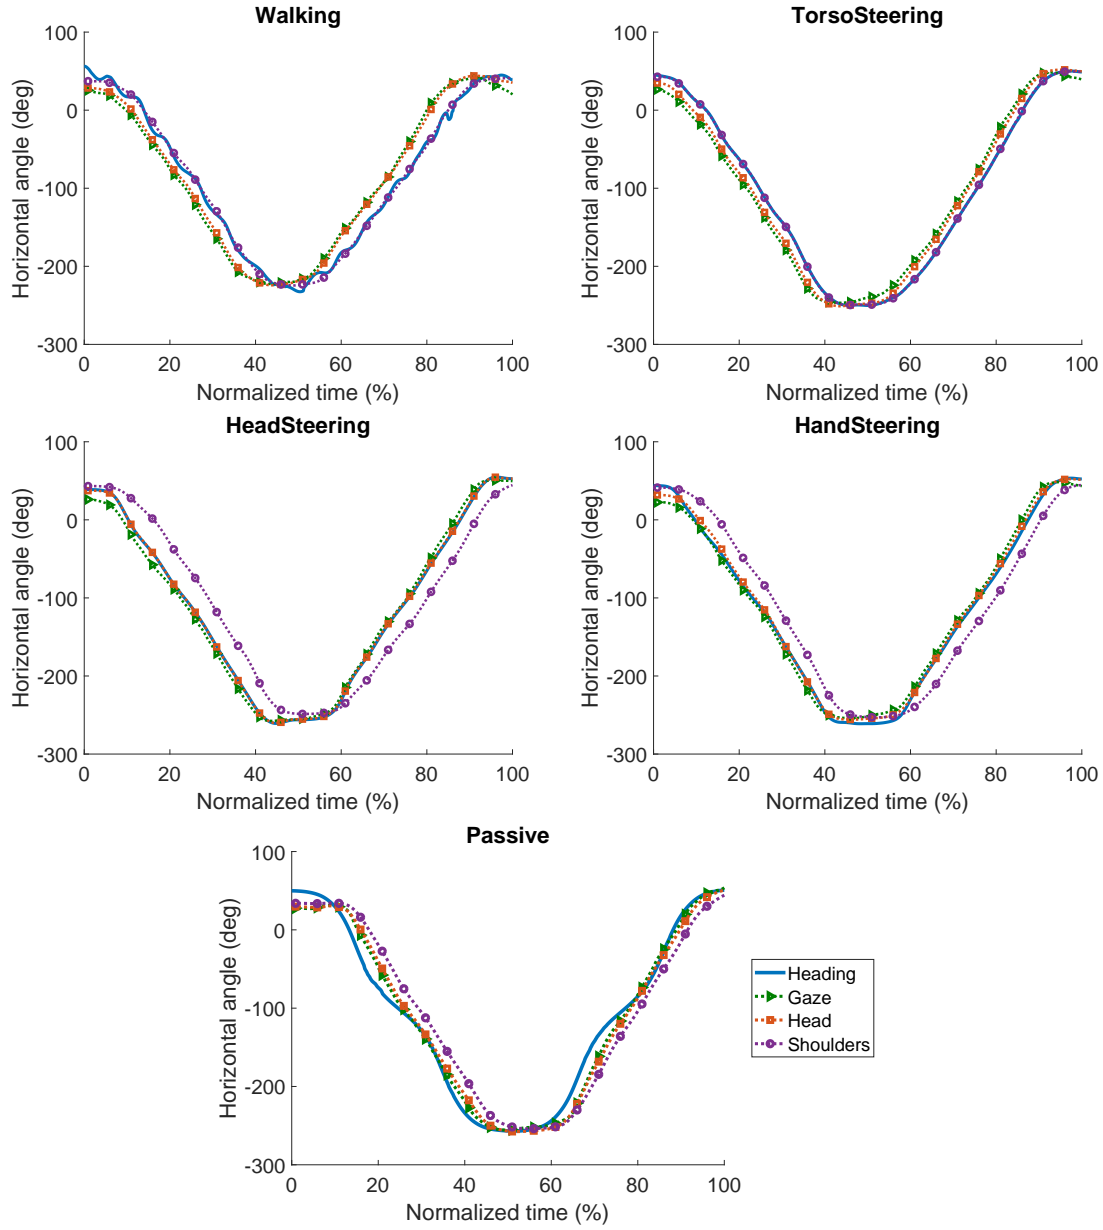 Walking
100
0
-100
-200
-300
Horizontal angle (deg)
0 20 40 60 80 100
Normalized time (%)
TorsoSteering
100
0
-100
-200
-300
Horizontal angle (deg)
0 20 40 60 80 100
Normalized time (%)
HeadSteering
100
0
-100
-200
-300
Horizontal angle (deg)
0 20 40 60 80 100
Normalized time (%)
HandSteering
100
0
-100
-200
-300
Horizontal angle (deg)
0 20 40 60 80 100
Normalized time (%)
Passive
100
0
-100
-200
-300
Horizontal angle (deg)
0 20 40 60 80 100
Normalized time (%)
Heading
Gaze
Head
Shoulders